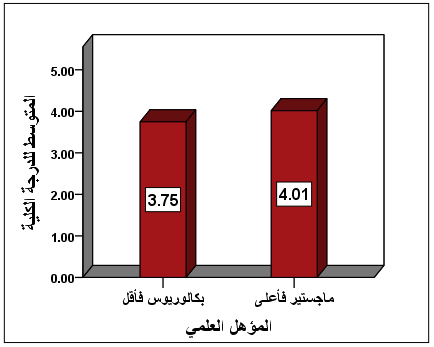 المتوسط للدرجة الكلية
5.00
4.00
3.00
2.00
1.00
0.00
3.75
4.01
بكالوريوس فأقل
ماجستير فأعلى
المؤهل العلمي